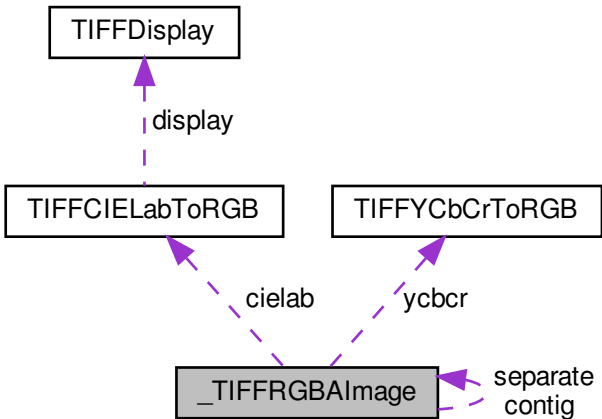 TIFFDisplay
display
TIFFCIELabToRGB
TIFFYCbCrToRGB
cielab
ycbcr
_TIFFRGBAImage
separate
contig